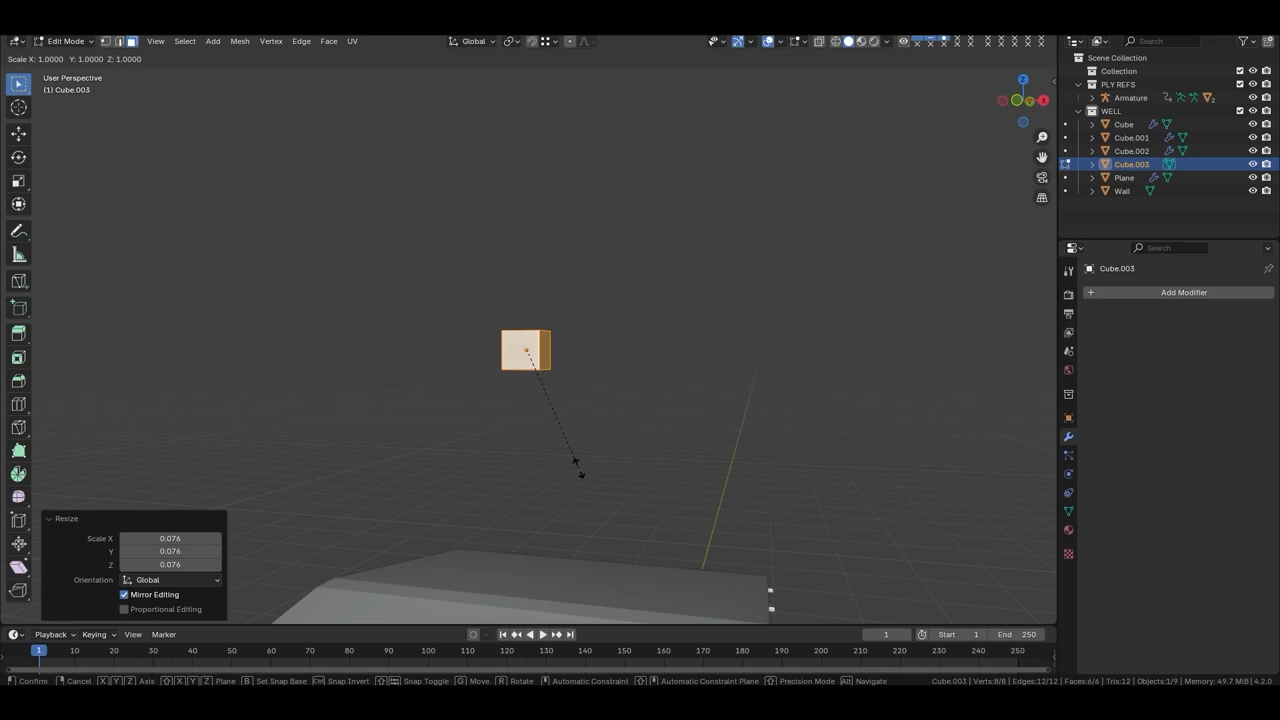 Edit Mode View Select Add Mesh Vertex Edge Face UV Global Search
Scale X: 1.0000 Y: 1.0000 Z: 1.0000
User Perspective
(1) Cube.003
Z
X
Scene Collection
Collection
PLY REFS
Armature 2
WELL
Cube
Cube.001
Cube.002
Cube.003
Plane
Wall
Search
Cube.003
+ Add Modifier
Resize
Scale X 0.076
Y 0.076
Z 0.076
Orientation Global
Mirror Editing
Proportional Editing
Playback Keying View Marker 1 Start 1 End 250
1 10 20 30 40 50 60 70 80 90 100 110 120 130 140 150 160 170 180 190 200 210 220 230 240 250
Confirm Cancel X Y Z Axis X Y Z Plane B Set Snap Base Ctrl Snap Invert Snap Toggle G Move R Rotate Automatic Constraint Automatic Constraint Plane Precision Mode Alt Navigate Cube.003 | Verts:8/8 | Edges:12/12 | Faces:6/6 | Tris:12 | Objects:1/9 | Memory: 49.7 MiB | 4.2.0